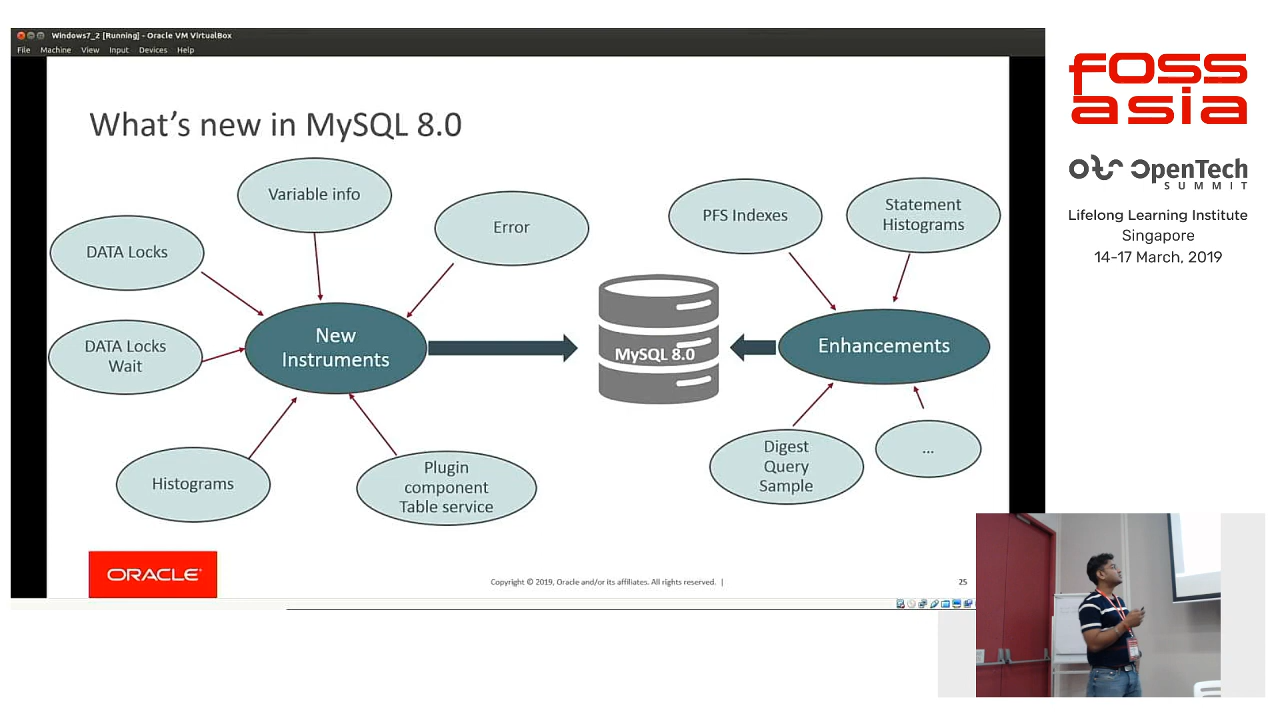 Windows7_2 [Running] - Oracle VM VirtualBox
File Machine View Input Devices Help
What's new in MySQL 8.0
Variable info
Error
DATA Locks
DATA Locks
Wait
New
Instruments
Histograms
Plugin
component
Table service
MySQL 8.0
PFS Indexes
Statement
Histograms
Enhancements
Digest
Query
Sample
...
ORACLE
Copyright © 2019, Oracle and/or its affiliates. All rights reserved. |
25
FOSS
asia
OpenTech
SUMMIT
Lifelong Learning Institute
Singapore
14-17 March, 2019